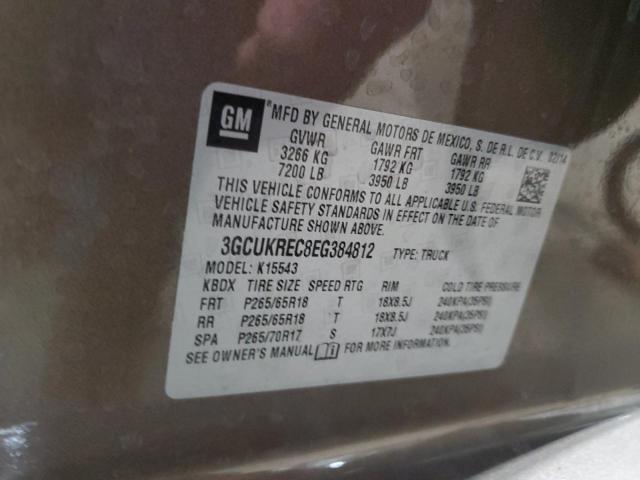 GM ®MFD BY GENERAL MOTORS DE MEXICO, S. DE R.L. DE C.V. 02/14
GVWR GAWR FRT GAWR RR
3266 KG 1792 KG 1792 KG
7200 LB 3950 LB 3950 LB
THIS VEHICLE CONFORMS TO ALL APPLICABLE U.S. FEDERAL MOTOR
VEHICLE SAFETY STANDARDS IN EFFECT ON THE DATE OF
MANUFACTURE SHOWN ABOVE.
3GCUKREC8EG384812 TYPE: TRUCK
MODEL: K15543
KBDX TIRE SIZE SPEED RTG RIM COLD TIRE PRESSURE
FRT P265/65R18 T 18X8.5J 240KPA(35PSI)
RR P265/65R18 T 18X8.5J 240KPA(35PSI)
SPA P265/70R17 S 17X7J 240KPA(35PSI)
SEE OWNER'S MANUAL FOR MORE INFORMATION.